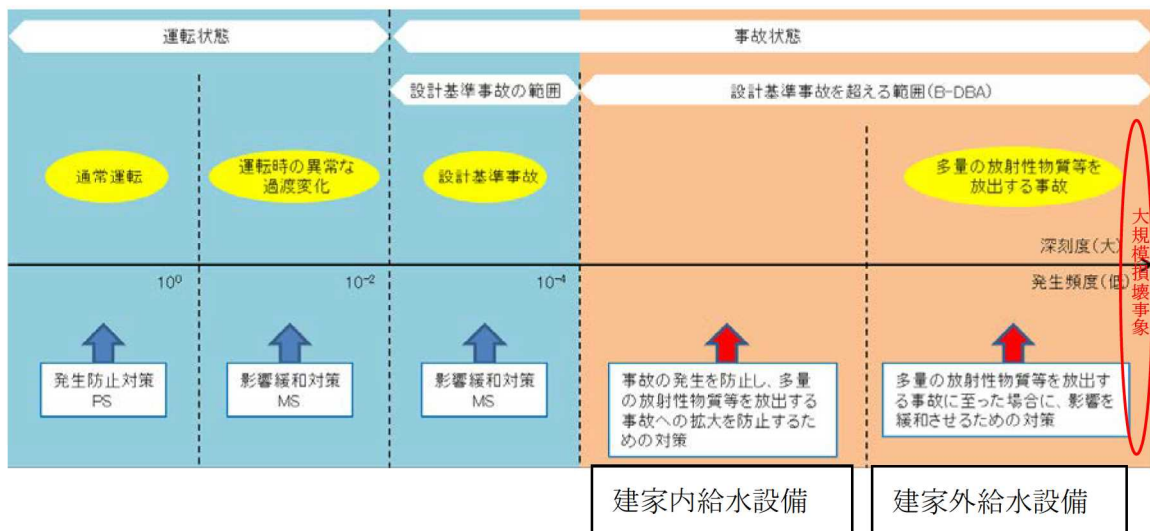 運転状態
事故状態
設計基準事故の範囲
設計基準事故を超える範囲(B-DBA)
通常運転
運転時の異常な
過渡変化
設計基準事故
多量の放射性物質等を
放出する事故
大規模損壊事象
深刻度(大)
10⁰
10⁻²
10⁻⁴
発生頻度(低)
発生防止対策
PS
影響緩和対策
MS
影響緩和対策
MS
事故の発生を防止し、多量
の放射性物質等を放出する
事故への拡大を防止するた
めの対策
多量の放射性物質等を放出す
る事故に至った場合に、影響を
緩和させるための対策
建家内給水設備
建家外給水設備